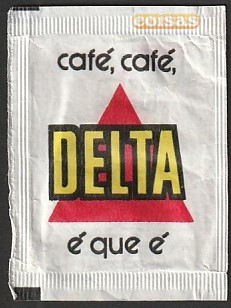 coisas
café, café,
DELTA
é que é